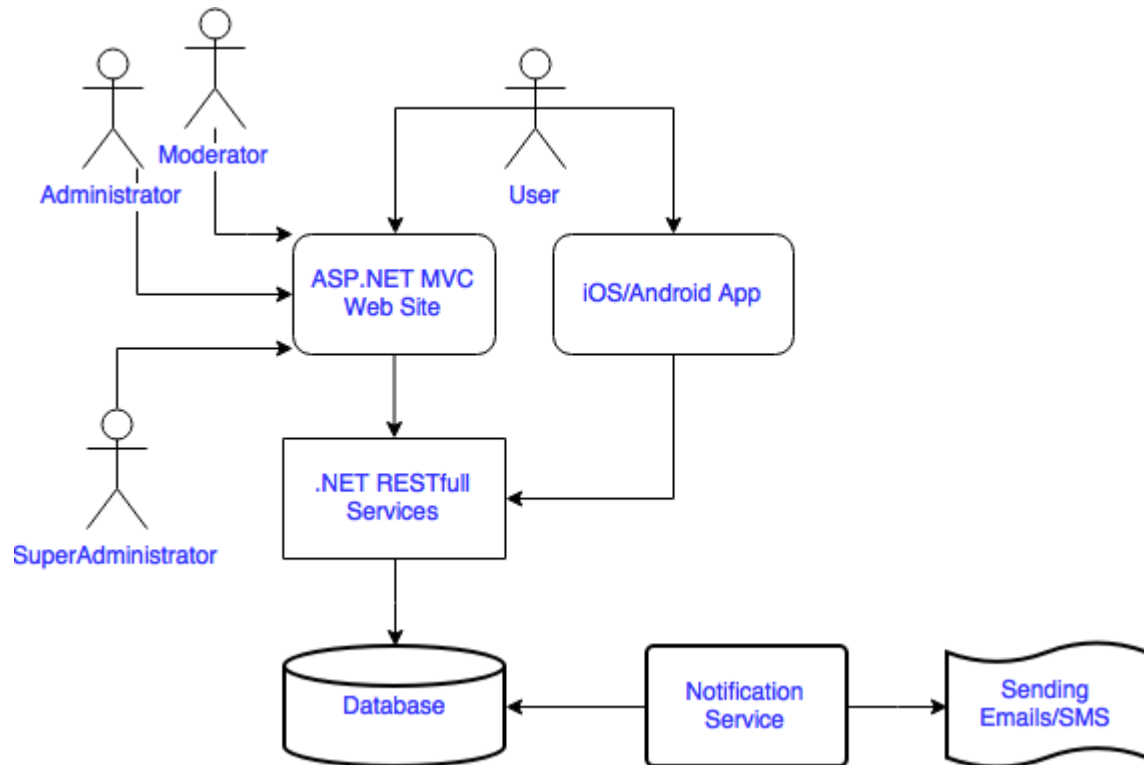 Moderator
Administrator
User
ASP.NET MVC
Web Site
iOS/Android App
.NET RESTfull
Services
SuperAdministrator
Database
Notification
Service
Sending
Emails/SMS